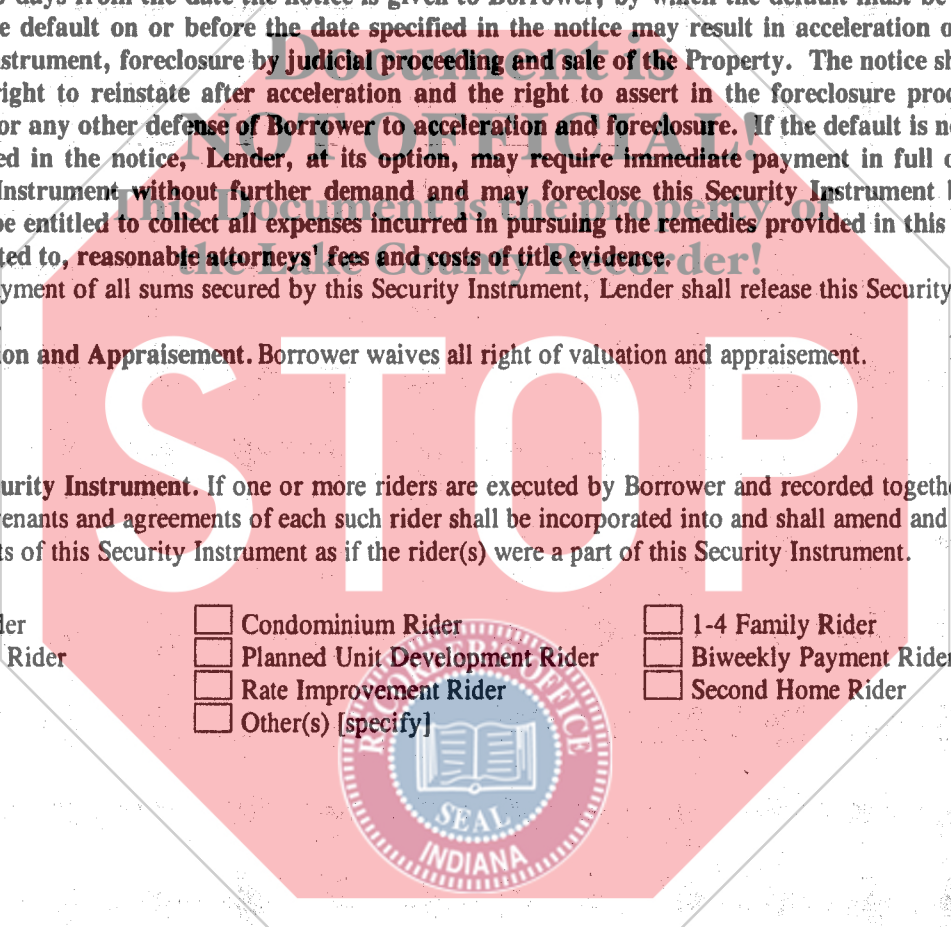 days from the date the notice is given to Borrower, by which the default must be
e default on or before the date specified in the notice may result in acceleration o
strument, foreclosure by judicial proceeding and sale of the Property. The notice sh
ight to reinstate after acceleration and the right to assert in the foreclosure proc
or any other defense of Borrower to acceleration and foreclosure. If the default is n
ed in the notice, Lender, at its option, may require immediate payment in full o
Instrument without further demand and may foreclose this Security Instrument
be entitled to collect all expenses incurred in pursuing the remedies provided in this
ted to, reasonable attorneys' fees and costs of title evidence.
yment of all sums secured by this Security Instrument, Lender shall release this Security
on and Appraisement. Borrower waives all right of valuation and appraisement.
urity Instrument. If one or more riders are executed by Borrower and recorded togethe
venants and agreements of each such rider shall be incorporated into and shall amend and
ts of this Security Instrument as if the rider(s) were a part of this Security Instrument.
der Condominium Rider 1-4 Family Rider
Rider Planned Unit Development Rider Biweekly Payment Rider
Rate Improvement Rider Second Home Rider
Other(s) [specify]
Document is
NOT OFFICIAL!
This Document is the property of
the Lake County Recorder!
STOP
RECORDER'S OFFICE
SEAL
INDIANA